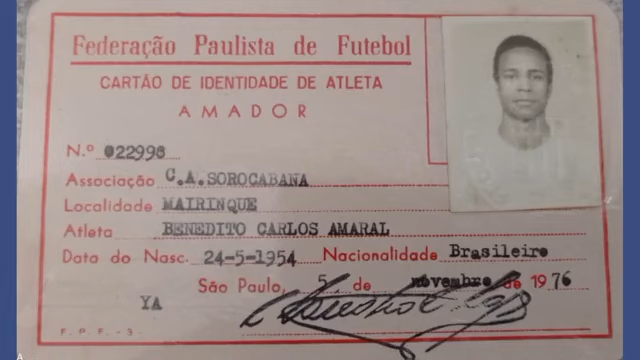 Federação Paulista de Futebol
CARTÃO DE IDENTIDADE DE ATLETA
AMADOR
N.º 022998
Associação C.A.SOROCABANA
Localidade MAIRINQUE
Atleta BENEDITO CARLOS AMARAL
Data do Nasc. 24-5-1954 Nacionalidade Brasileiro
São Paulo, 5 de novembro de 1976
YA
F.P.F.-3
A